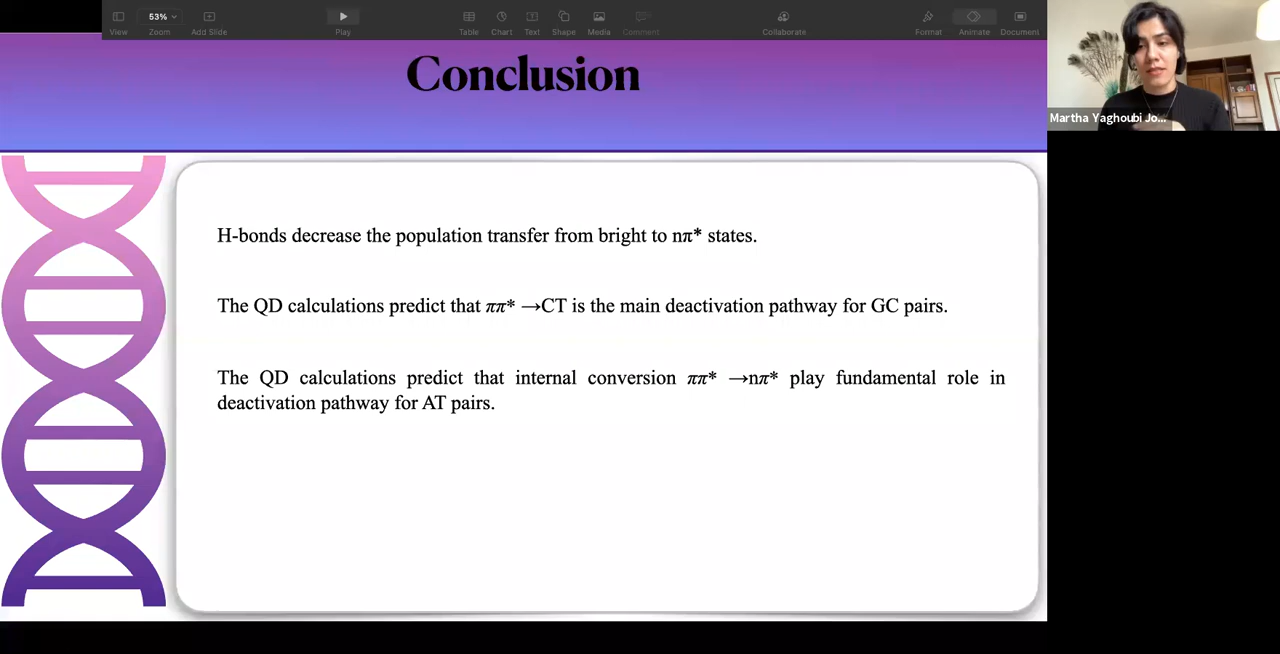 53%
View
Zoom
Add Slide
Play
Table
Chart
Text
Shape
Media
Comment
Collaborate
Format
Animate
Document
Conclusion
Martha Yaghoubi Jo...
H-bonds decrease the population transfer from bright to nπ* states.
The QD calculations predict that ππ* →CT is the main deactivation pathway for GC pairs.
The QD calculations predict that internal conversion ππ* →nπ* play fundamental role in
deactivation pathway for AT pairs.